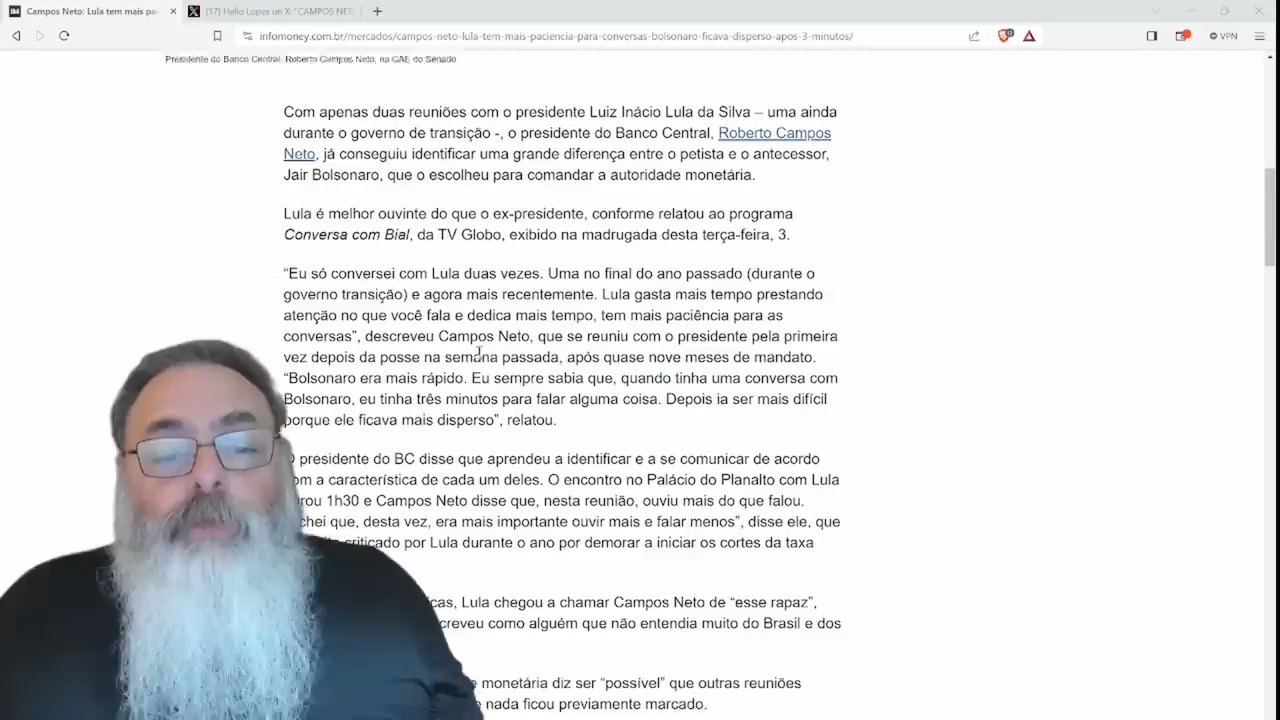 Campos Neto: Lula tem mais pa
(17) Helio Lopes on X: "CAMPOS NET
infomoney.com.br/mercados/campos-neto-lula-tem-mais-paciencia-para-conversas-bolsonaro-ficava-disperso-apos-3-minutos/
VPN
Presidente do Banco Central, Roberto Campos Neto, na CAE do Senado
Com apenas duas reuniões com o presidente Luiz Inácio Lula da Silva – uma ainda
durante o governo de transição -, o presidente do Banco Central, Roberto Campos
Neto, já conseguiu identificar uma grande diferença entre o petista e o antecessor,
Jair Bolsonaro, que o escolheu para comandar a autoridade monetária.
Lula é melhor ouvinte do que o ex-presidente, conforme relatou ao programa
Conversa com Bial, da TV Globo, exibido na madrugada desta terça-feira, 3.
“Eu só conversei com Lula duas vezes. Uma no final do ano passado (durante o
governo transição) e agora mais recentemente. Lula gasta mais tempo prestando
atenção no que você fala e dedica mais tempo, tem mais paciência para as
conversas”, descreveu Campos Neto, que se reuniu com o presidente pela primeira
vez depois da posse na semana passada, após quase nove meses de mandato.
“Bolsonaro era mais rápido. Eu sempre sabia que, quando tinha uma conversa com
Bolsonaro, eu tinha três minutos para falar alguma coisa. Depois ia ser mais difícil
porque ele ficava mais disperso”, relatou.
presidente do BC disse que aprendeu a identificar e a se comunicar de acordo
a característica de cada um deles. O encontro no Palácio do Planalto com Lula
1h30 e Campos Neto disse que, nesta reunião, ouviu mais do que falou.
que, desta vez, era mais importante ouvir mais e falar menos”, disse ele, que
criticado por Lula durante o ano por demorar a iniciar os cortes da taxa
Lula chegou a chamar Campos Neto de “esse rapaz”,
como alguém que não entendia muito do Brasil e dos
monetária diz ser “possível” que outras reuniões
nada ficou previamente marcado.